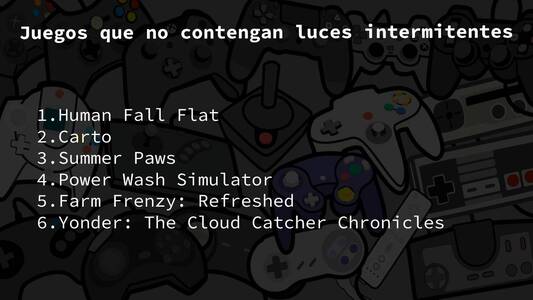 Juegos que no contengan luces intermitentes
1.Human Fall Flat
2.Carto
3.Summer Paws
4.Power Wash Simulator
5.Farm Frenzy: Refreshed
6.Yonder: The Cloud Catcher Chronicles